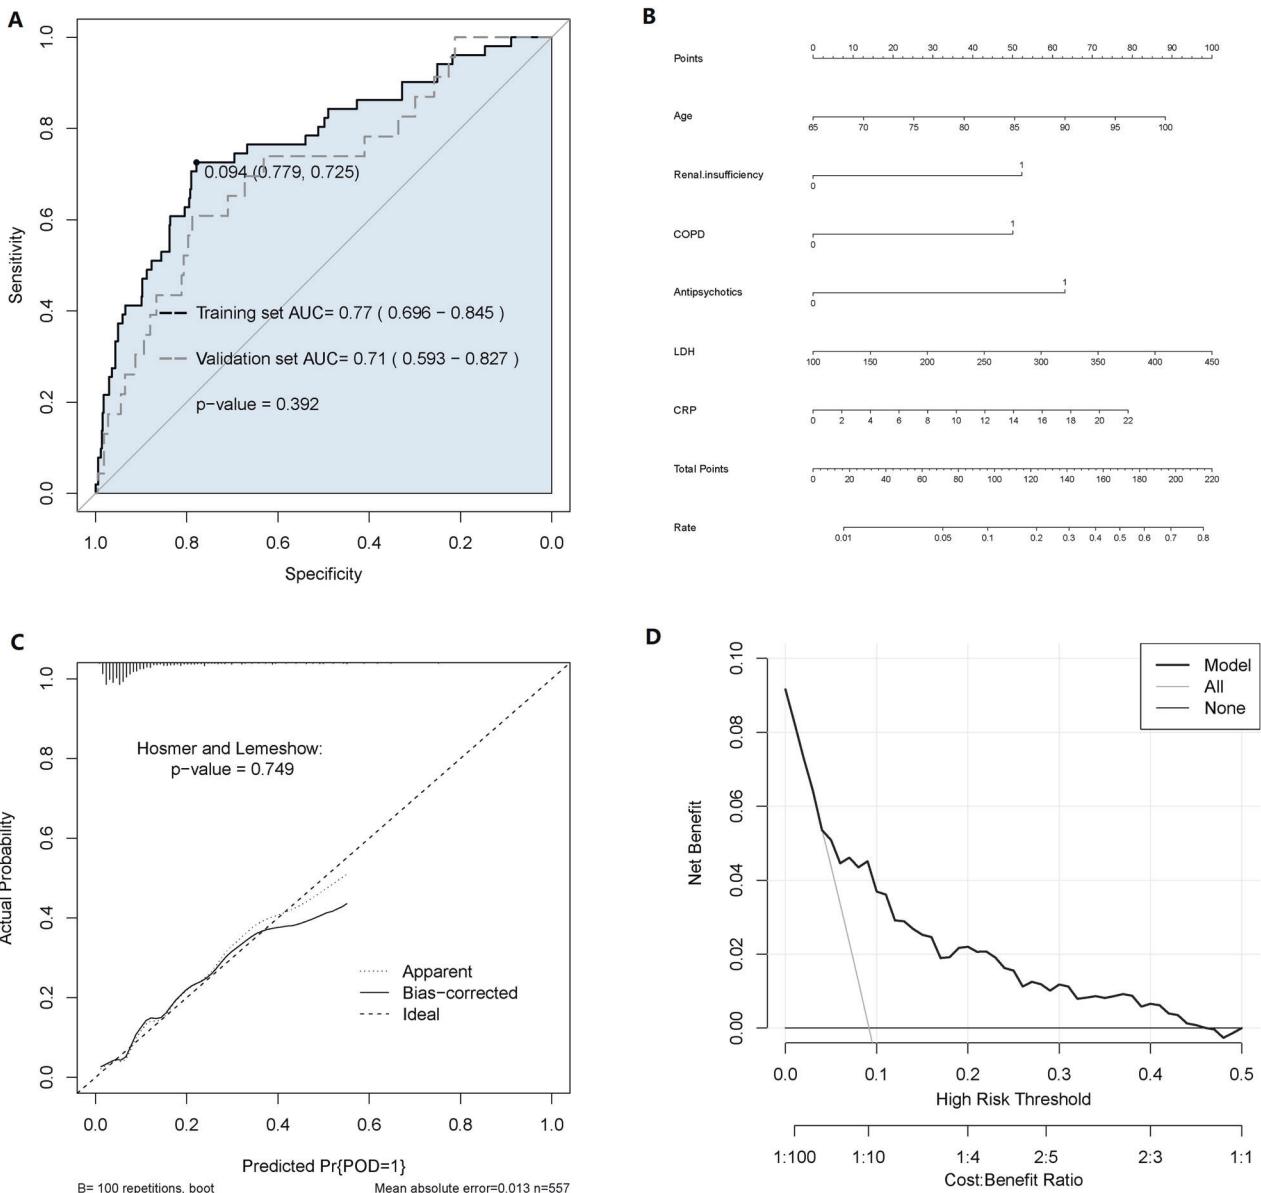 A
1.0
0.8
0.6
0.4
0.2
0.0
Sensitivity
0.094 (0.779, 0.725)
Training set AUC= 0.77 ( 0.696 − 0.845 )
Validation set AUC= 0.71 ( 0.593 − 0.827 )
p−value = 0.392
1.0 0.8 0.6 0.4 0.2 0.0
Specificity
B
Points
0 10 20 30 40 50 60 70 80 90 100
Age
65 70 75 80 85 90 95 100
Renal.insufficiency
1
0
COPD
1
0
Antipsychotics
1
0
LDH
100 150 200 250 300 350 400 450
CRP
0 2 4 6 8 10 12 14 16 18 20 22
Total Points
0 20 40 60 80 100 120 140 160 180 200 220
Rate
0.01 0.05 0.1 0.2 0.3 0.4 0.5 0.6 0.7 0.8
C
1.0
0.8
0.6
0.4
0.2
0.0
Actual Probability
Hosmer and Lemeshow:
p−value = 0.749
Apparent
Bias−corrected
Ideal
0.0 0.2 0.4 0.6 0.8 1.0
Predicted Pr{POD=1}
B= 100 repetitions, boot Mean absolute error=0.013 n=557
D
0.10
0.08
0.06
0.04
0.02
0.00
Net Benefit
Model
All
None
0.0 0.1 0.2 0.3 0.4 0.5
High Risk Threshold
1:100 1:10 1:4 2:5 2:3 1:1
Cost:Benefit Ratio